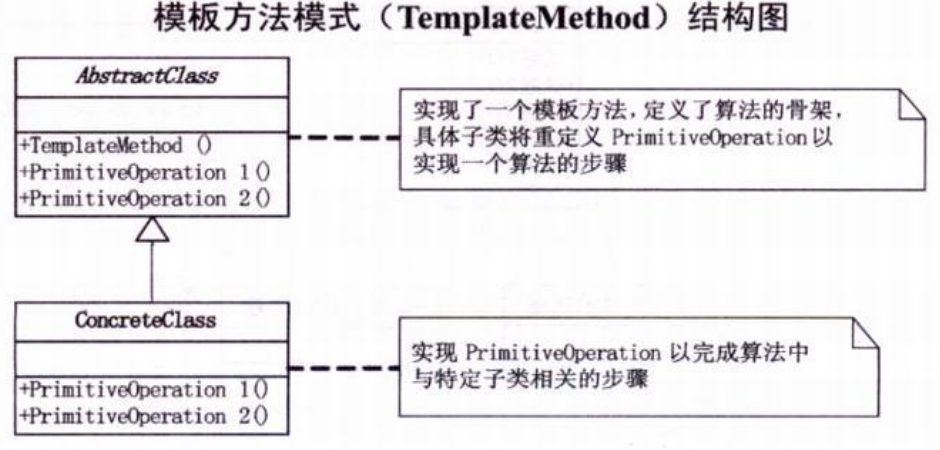 模板方法模式（TemplateMethod）结构图
AbstractClass
+TemplateMethod ()
+PrimitiveOperation 1()
+PrimitiveOperation 2()
实现了一个模板方法，定义了算法的骨架，
具体子类将重定义 PrimitiveOperation 以
实现一个算法的步骤
ConcreteClass
+PrimitiveOperation 1()
+PrimitiveOperation 2()
实现 PrimitiveOperation 以完成算法中
与特定子类相关的步骤